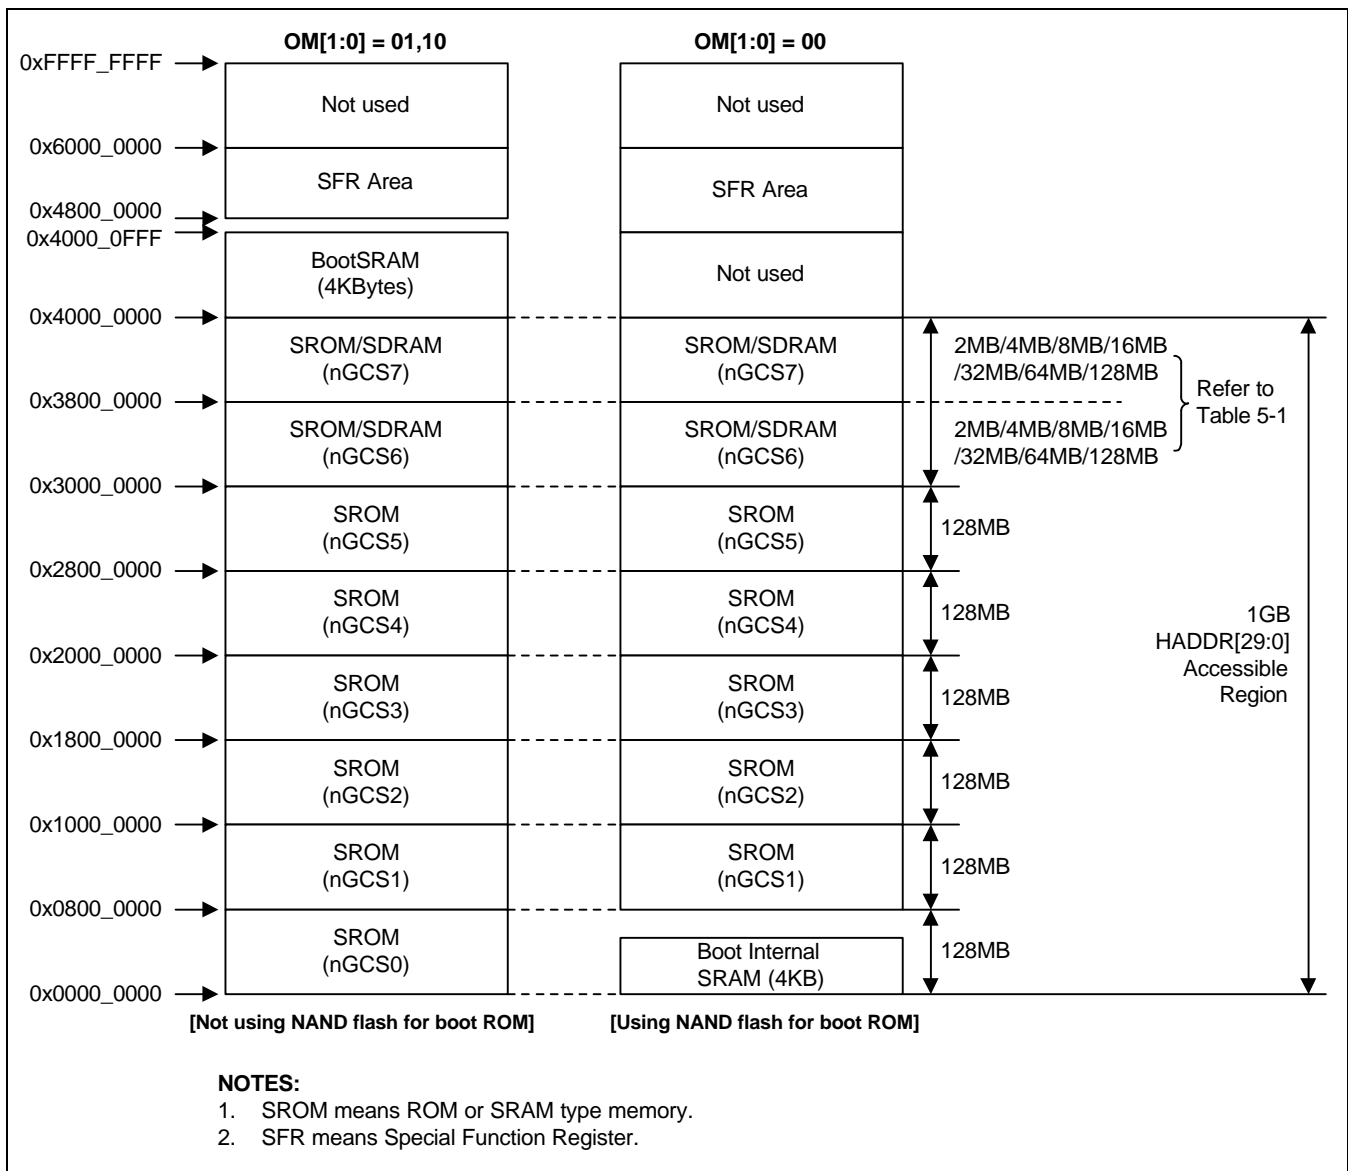 OM[1:0] = 01,10
OM[1:0] = 00
0xFFFF_FFFF
Not used
Not used
0x6000_0000
SFR Area
SFR Area
0x4800_0000
0x4000_0FFF
BootSRAM
(4KBytes)
Not used
0x4000_0000
SROM/SDRAM
(nGCS7)
SROM/SDRAM
(nGCS7)
2MB/4MB/8MB/16MB
/32MB/64MB/128MB
Refer to
Table 5-1
0x3800_0000
SROM/SDRAM
(nGCS6)
SROM/SDRAM
(nGCS6)
2MB/4MB/8MB/16MB
/32MB/64MB/128MB
0x3000_0000
SROM
(nGCS5)
SROM
(nGCS5)
128MB
0x2800_0000
SROM
(nGCS4)
SROM
(nGCS4)
128MB
1GB
HADDR[29:0]
Accessible
Region
0x2000_0000
SROM
(nGCS3)
SROM
(nGCS3)
128MB
0x1800_0000
SROM
(nGCS2)
SROM
(nGCS2)
128MB
0x1000_0000
SROM
(nGCS1)
SROM
(nGCS1)
128MB
0x0800_0000
SROM
(nGCS0)
Boot Internal
SRAM (4KB)
128MB
0x0000_0000
[Not using NAND flash for boot ROM]
[Using NAND flash for boot ROM]
NOTES:
1. SROM means ROM or SRAM type memory.
2. SFR means Special Function Register.